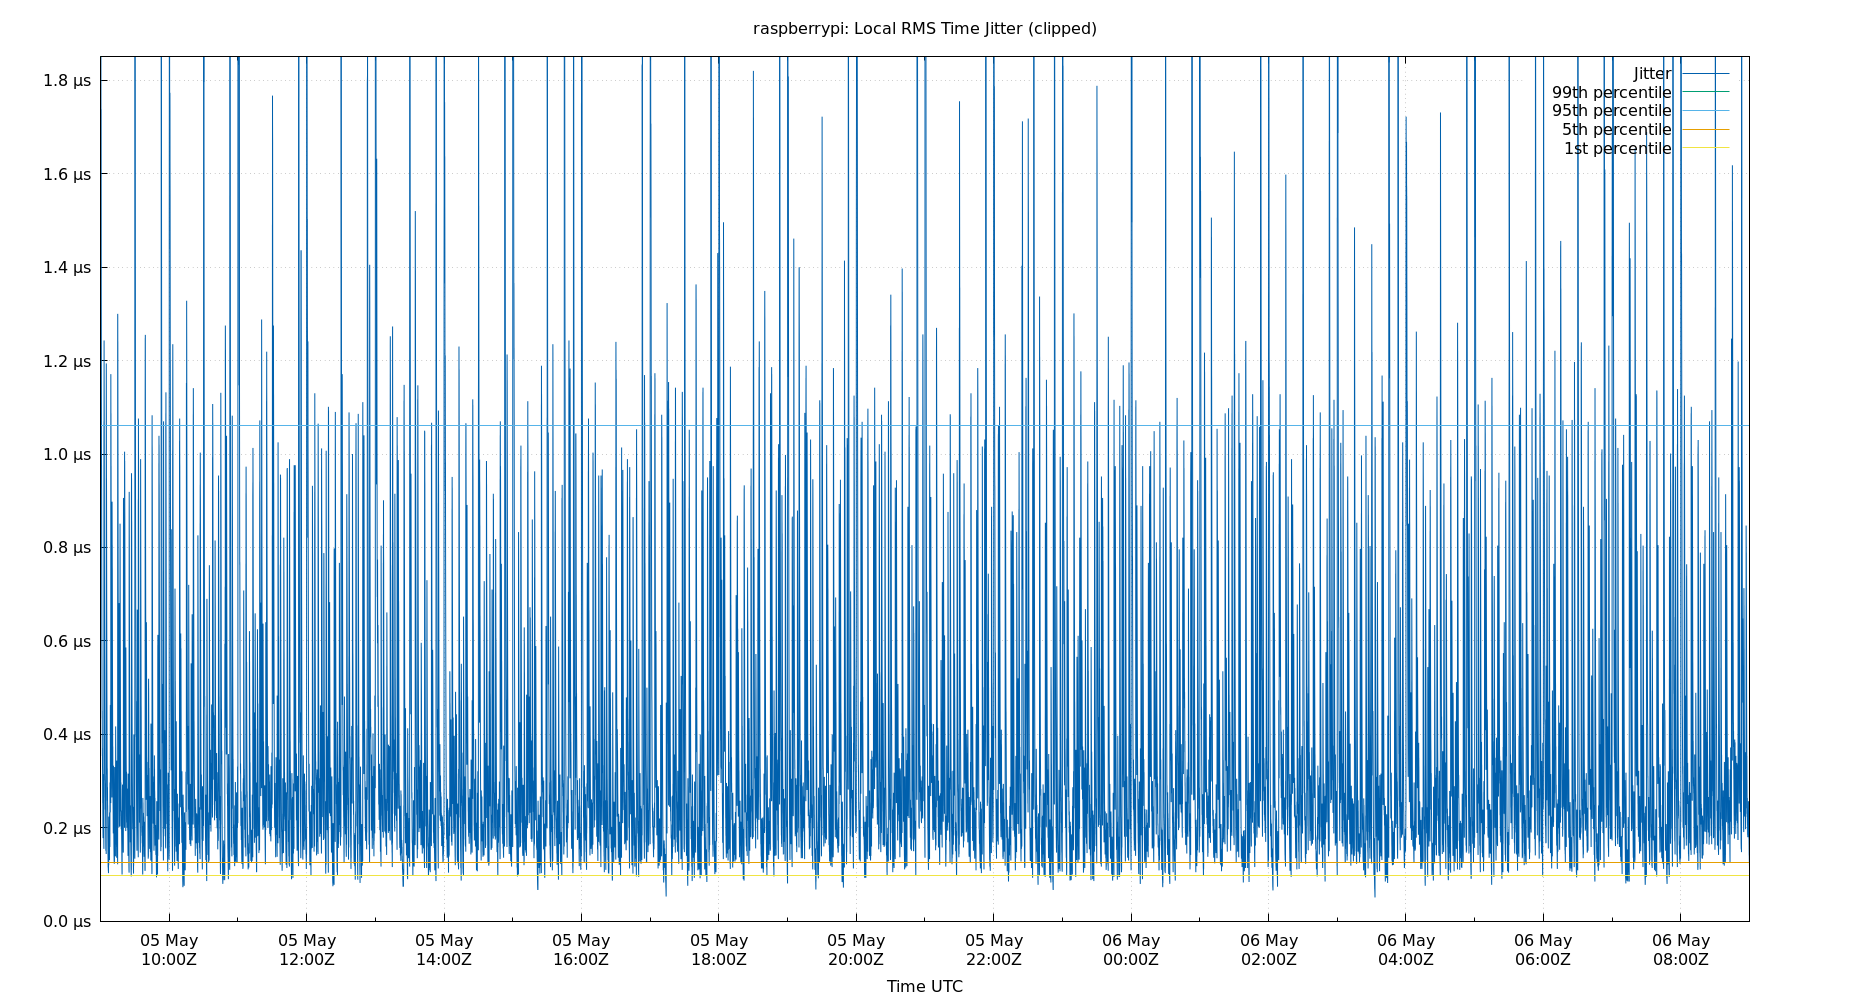 raspberrypi: Local RMS Time Jitter (clipped)
1.8 µs
1.6 µs
1.4 µs
1.2 µs
1.0 µs
0.8 µs
0.6 µs
0.4 µs
0.2 µs
0.0 µs
Jitter
99th percentile
95th percentile
5th percentile
1st percentile
05 May 05 May 05 May 05 May 05 May 05 May 05 May 06 May 06 May 06 May 06 May 06 May
10:00Z 12:00Z 14:00Z 16:00Z 18:00Z 20:00Z 22:00Z 00:00Z 02:00Z 04:00Z 06:00Z 08:00Z
Time UTC